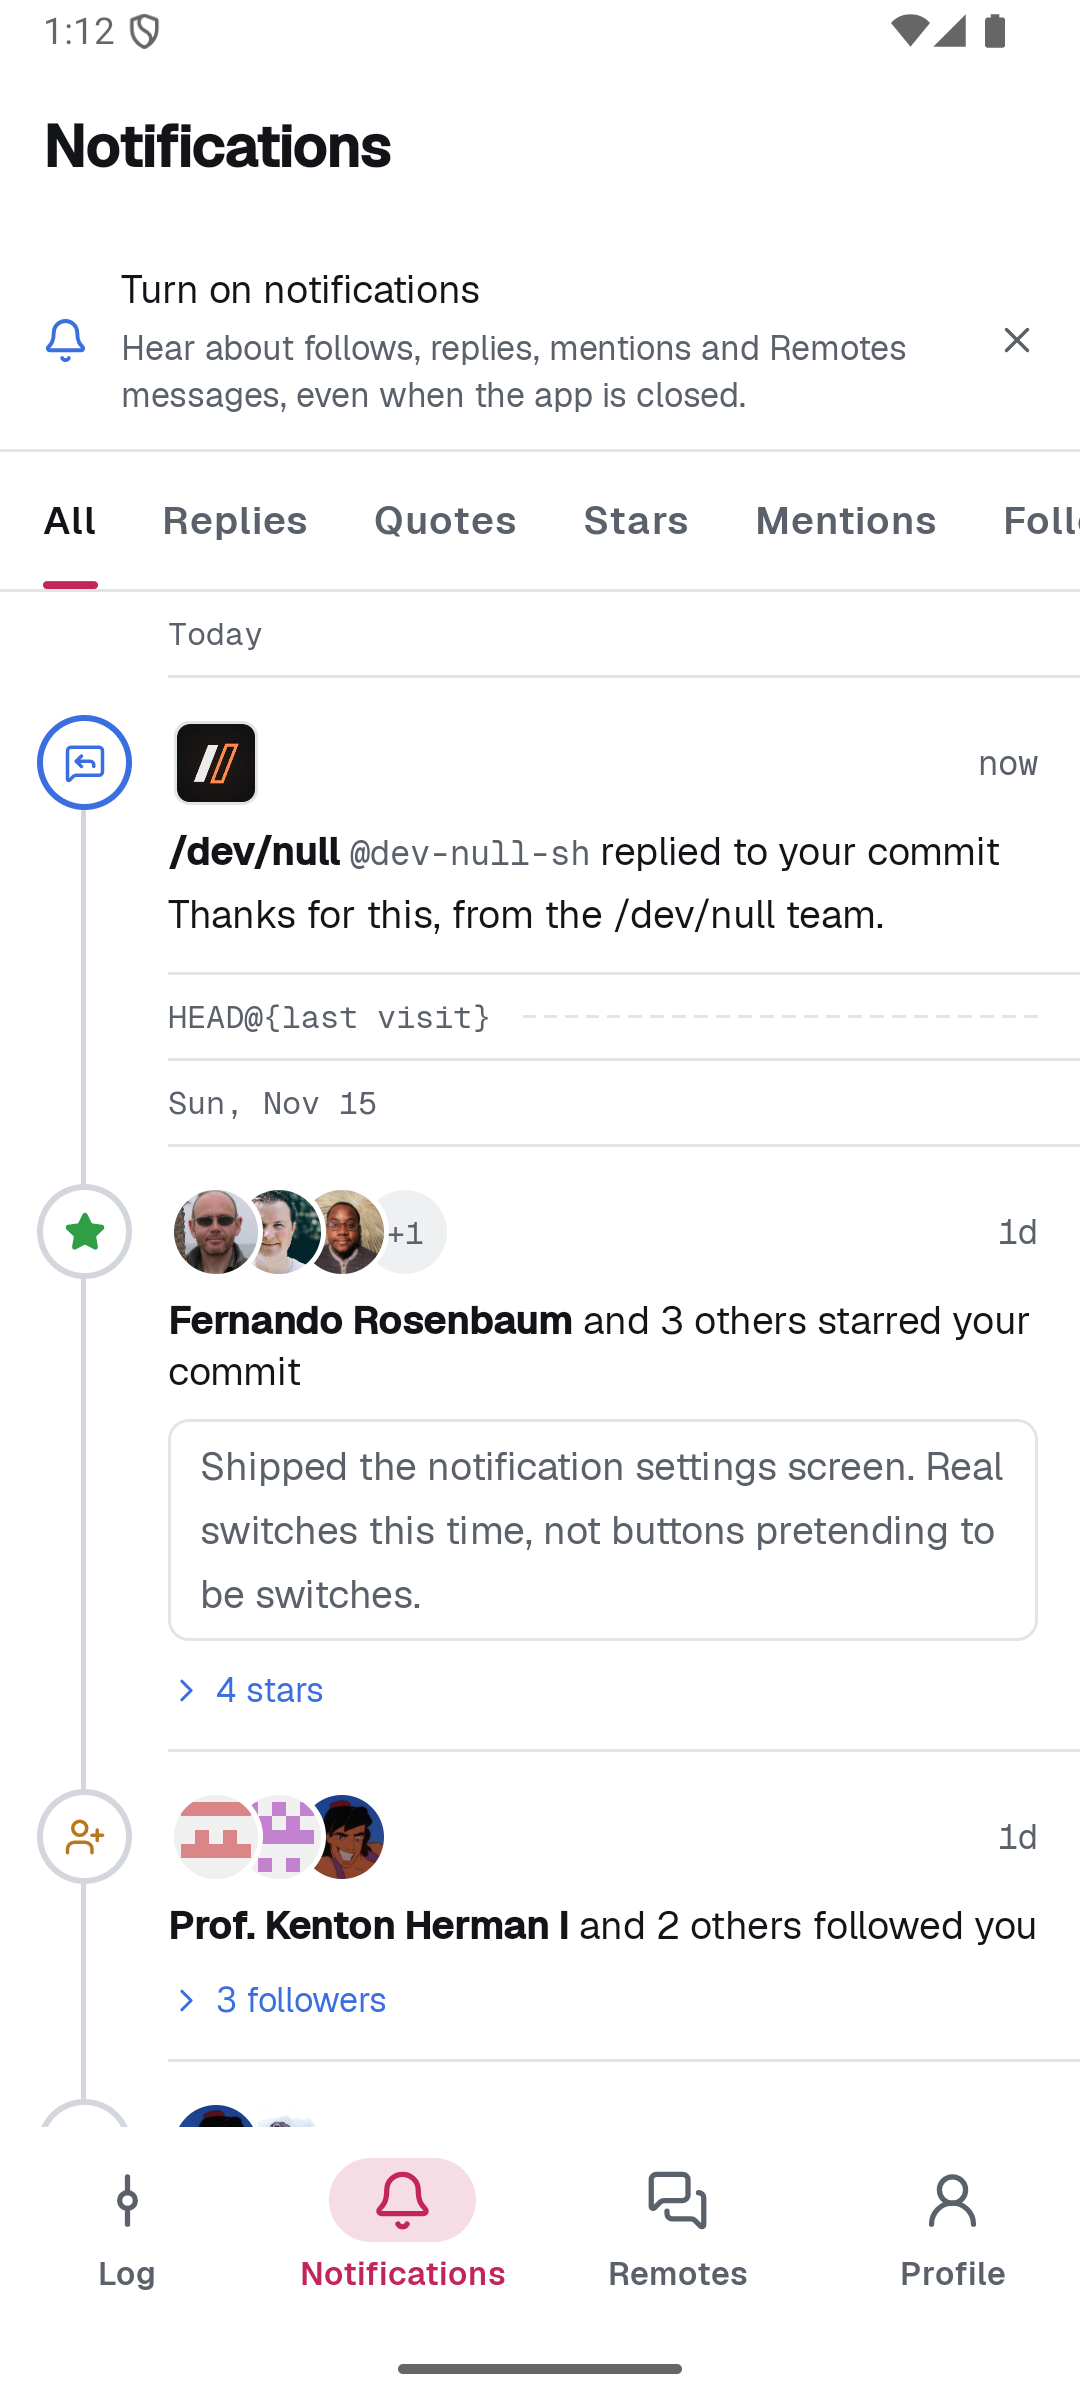 1:12
Notifications
Turn on notifications
Hear about follows, replies, mentions and Remotes
messages, even when the app is closed.
All Replies Quotes Stars Mentions Foll
Today
now
/dev/null @dev-null-sh replied to your commit
Thanks for this, from the /dev/null team.
HEAD@{last visit}
Sun, Nov 15
+1
1d
Fernando Rosenbaum and 3 others starred your
commit
Shipped the notification settings screen. Real
switches this time, not buttons pretending to
be switches.
4 stars
1d
Prof. Kenton Herman I and 2 others followed you
3 followers
Log Notifications Remotes Profile